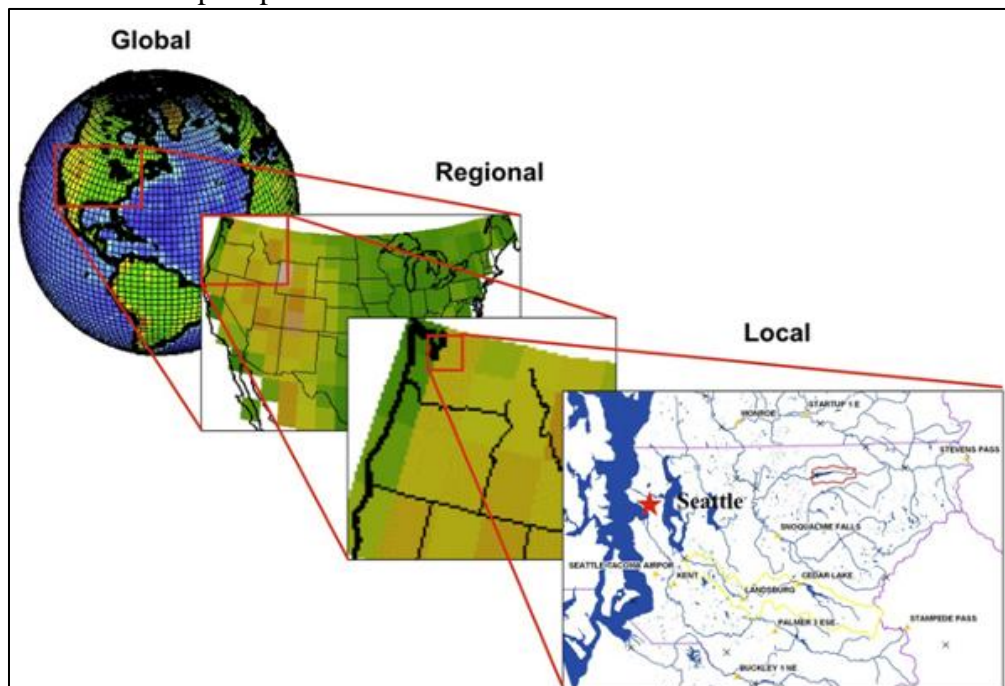 Global
Regional
Local
MONROE
STARTUP 1 E
STEVENS PASS
Seattle
SNOQUALMIE FALLS
SEATTLE-TACOMA AIRPOR
KENT
CEDAR LAKE
LANDSBURG
PALMER 3 ESE
STAMPEDE PASS
BUCKLEY 1 NE